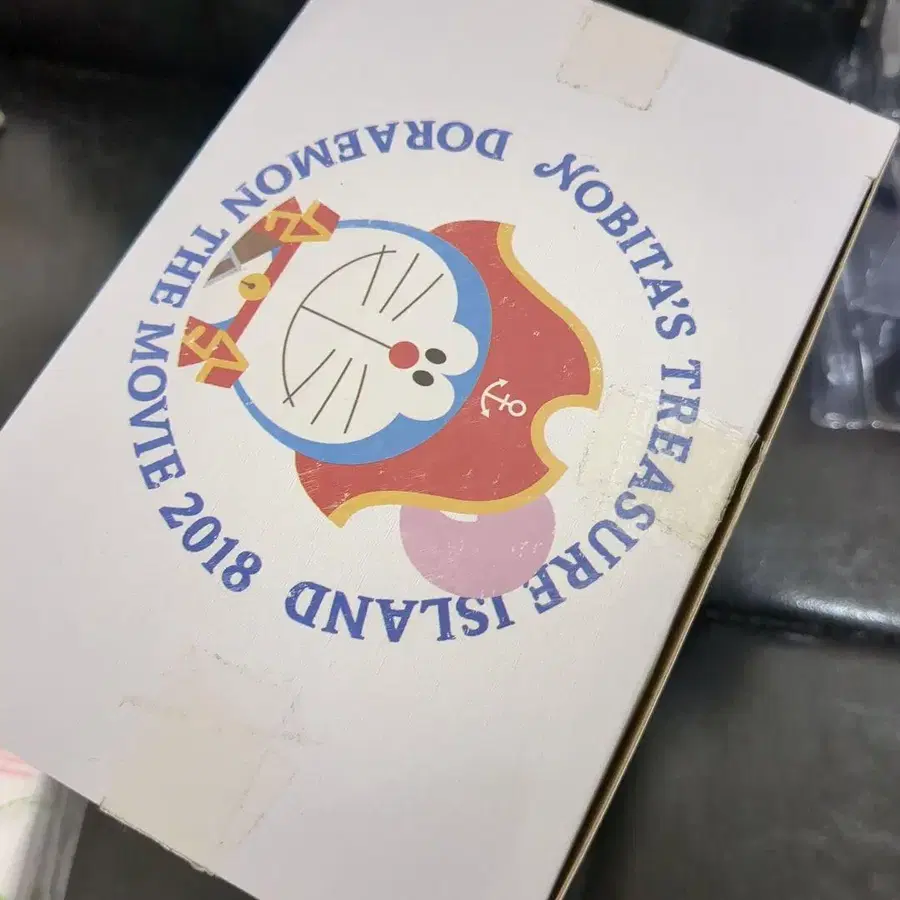 NOBITA'S TREASURE ISLAND
DORAEMON THE MOVIE 2018